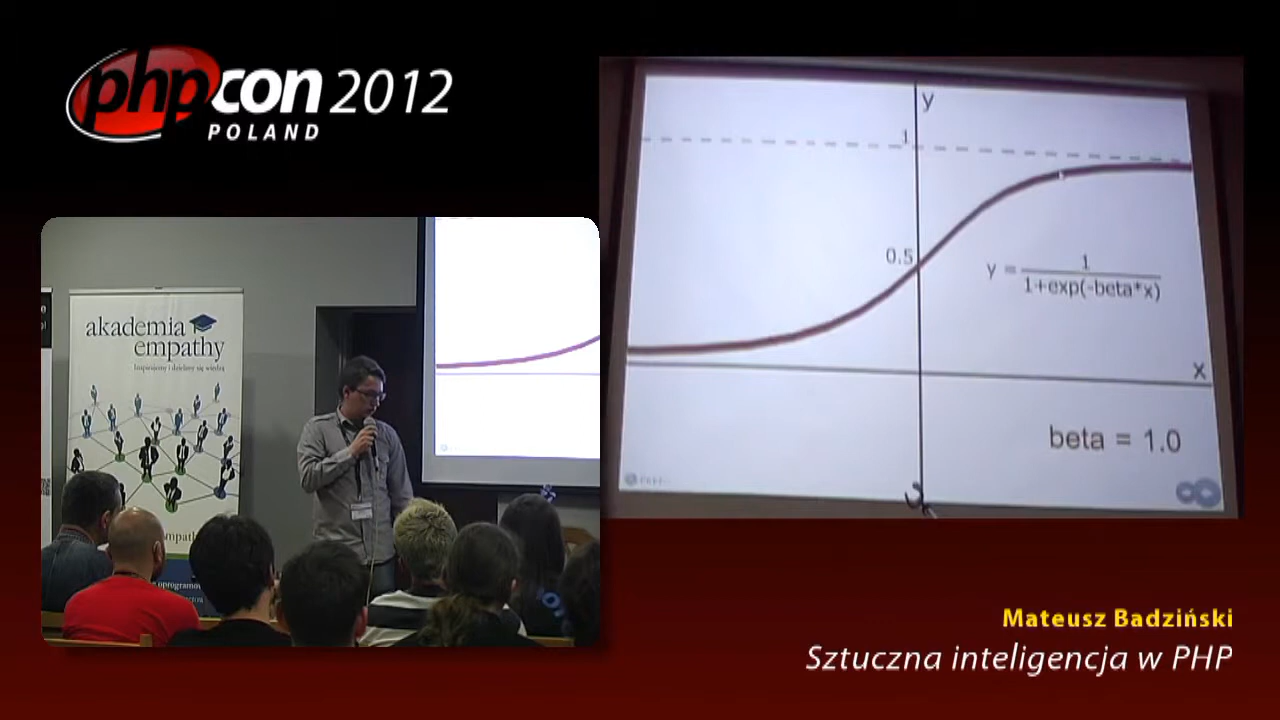 phpcon 2012
POLAND
akademia
empathy
Inspirujemy i dzielimy się wiedzą
y
1
0.5
y = 1
1+exp(-beta*x)
x
beta = 1.0
Mateusz Badziński
Sztuczna inteligencja w PHP